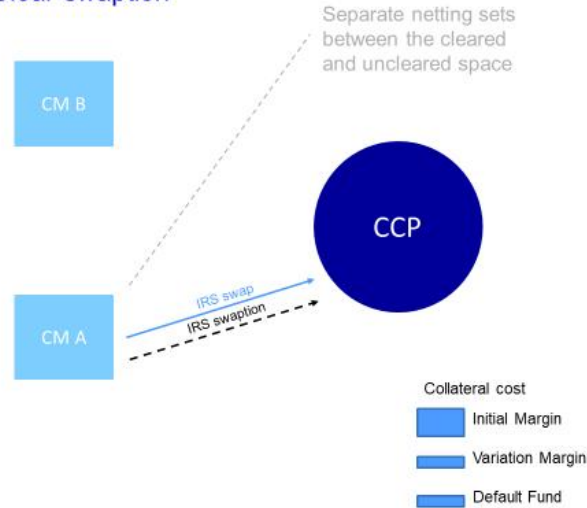 Swaption
Separate netting sets
between the cleared
and uncleared space
CM B
CCP
IRS swap
IRS swaption
CM A
Collateral cost
Initial Margin
Variation Margin
Default Fund